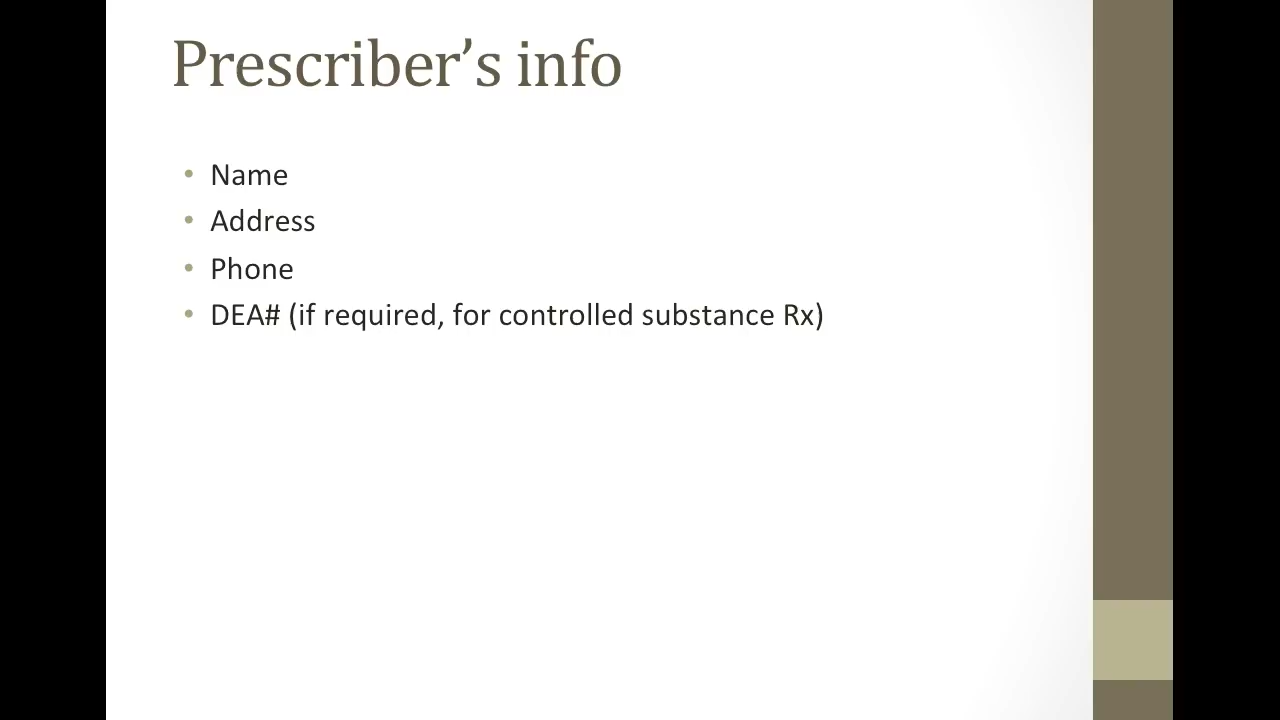 Prescriber’s info
• Name
• Address
• Phone
• DEA# (if required, for controlled substance Rx)